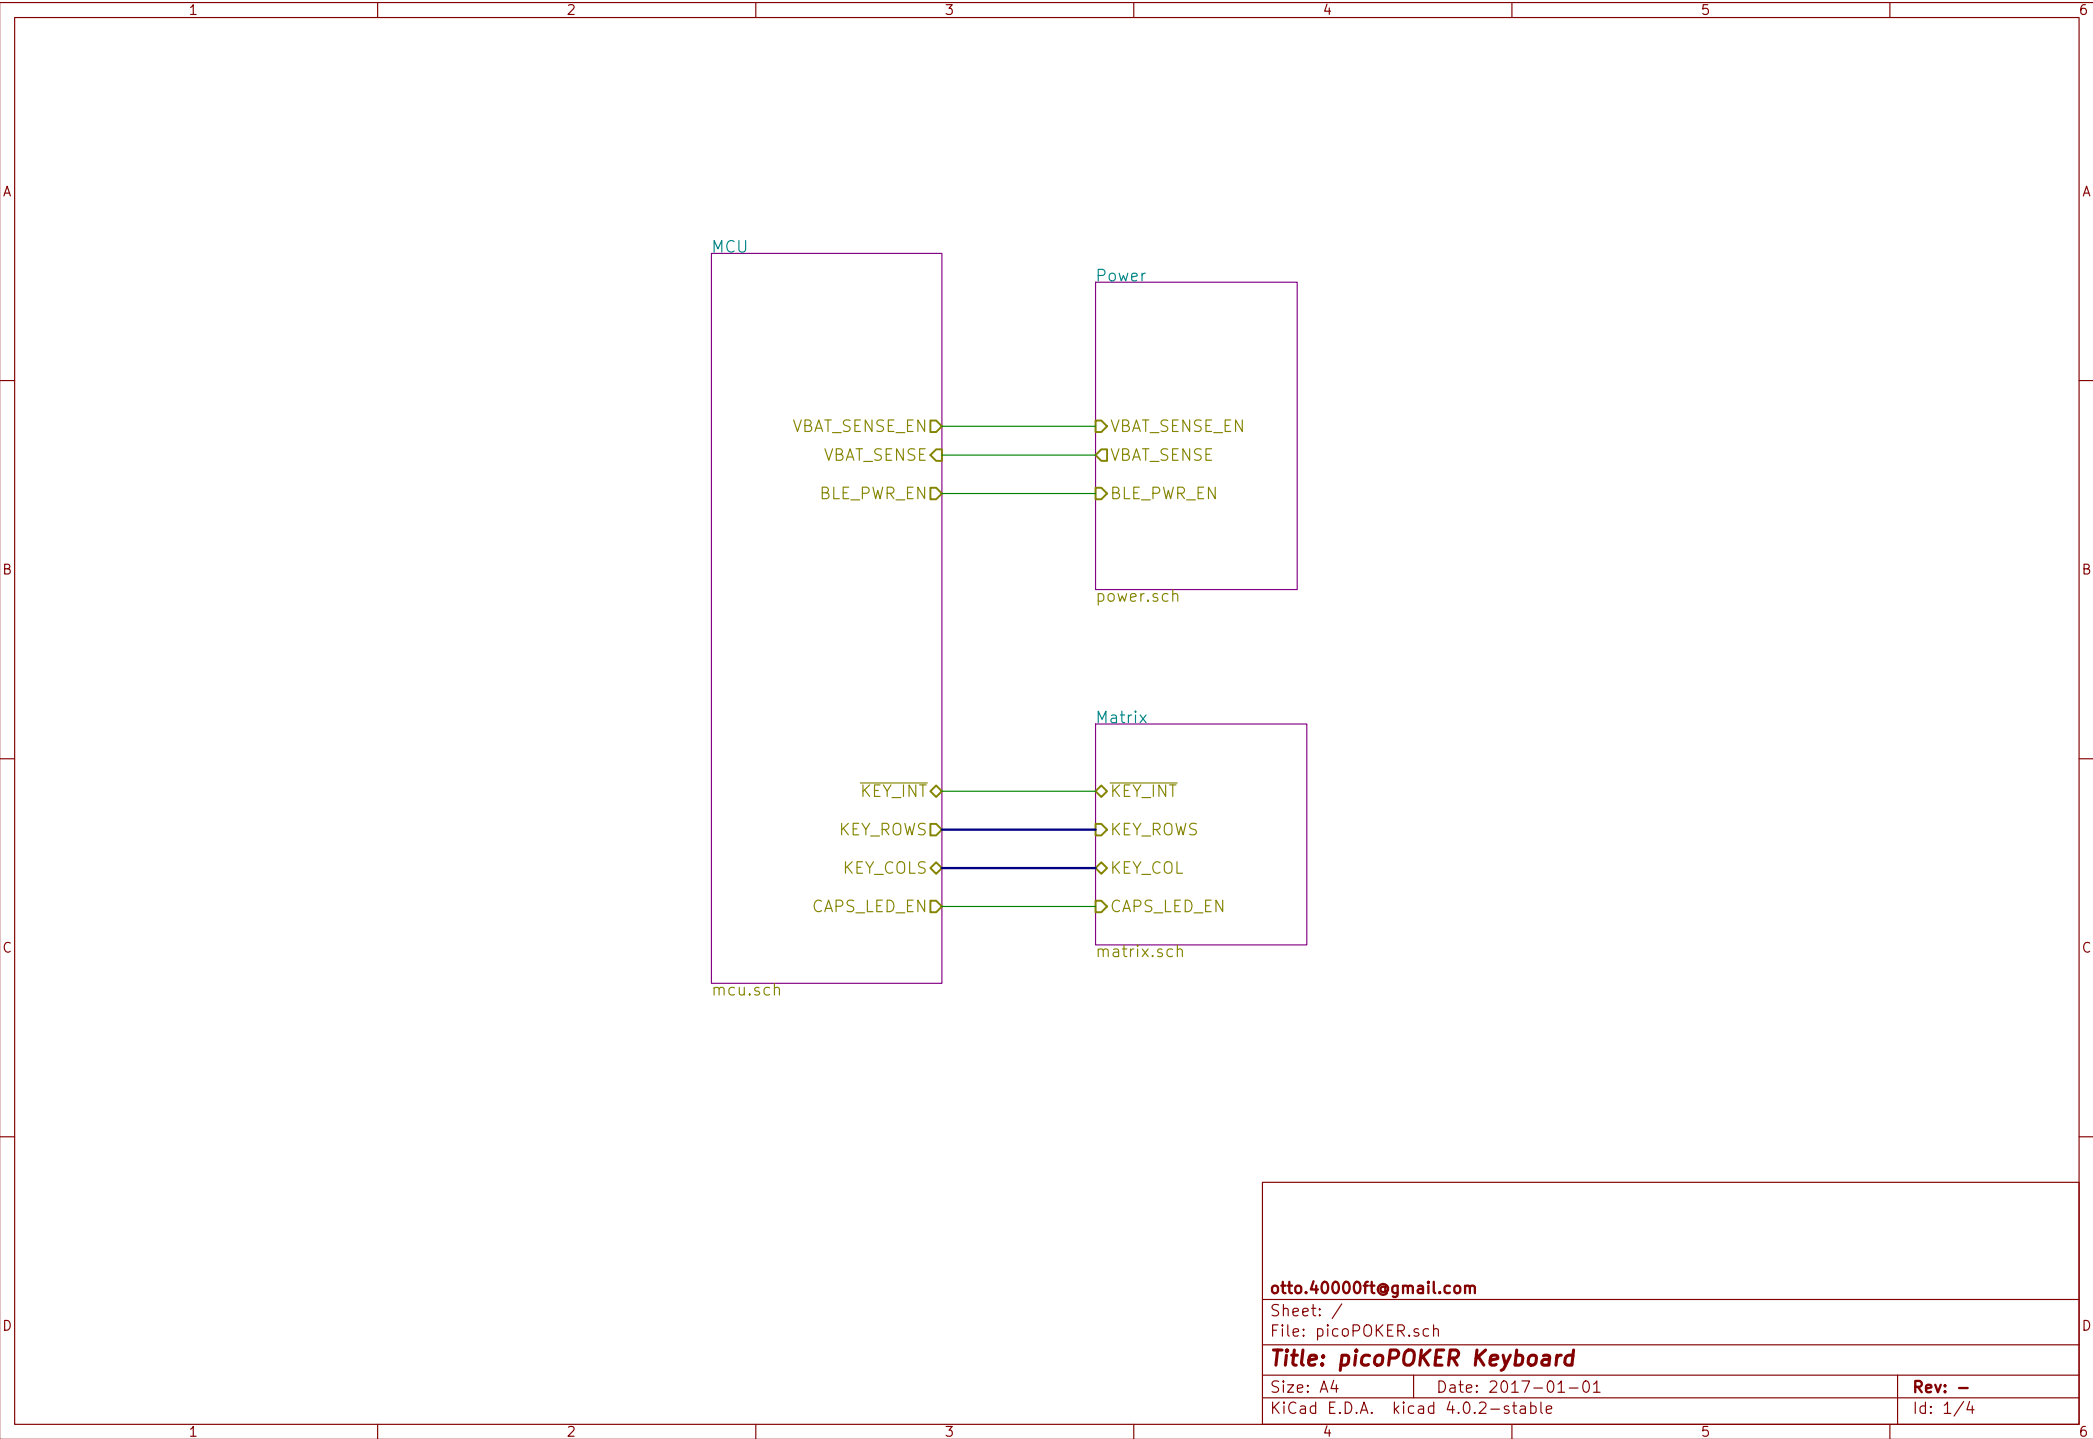 1 2 3 4 5 6
A A
MCU
Power
VBAT_SENSE_EN VBAT_SENSE_EN
VBAT_SENSE VBAT_SENSE
BLE_PWR_EN BLE_PWR_EN
B B
power.sch
Matrix
KEY_INT KEY_INT
KEY_ROWS KEY_ROWS
KEY_COLS KEY_COL
CAPS_LED_EN CAPS_LED_EN
C C
matrix.sch
mcu.sch
otto.40000ft@gmail.com
Sheet: /
D D
File: picoPOKER.sch
Title: picoPOKER Keyboard
Size: A4 Date: 2017-01-01 Rev: -
KiCad E.D.A. kicad 4.0.2-stable Id: 1/4
1 2 3 4 5 6